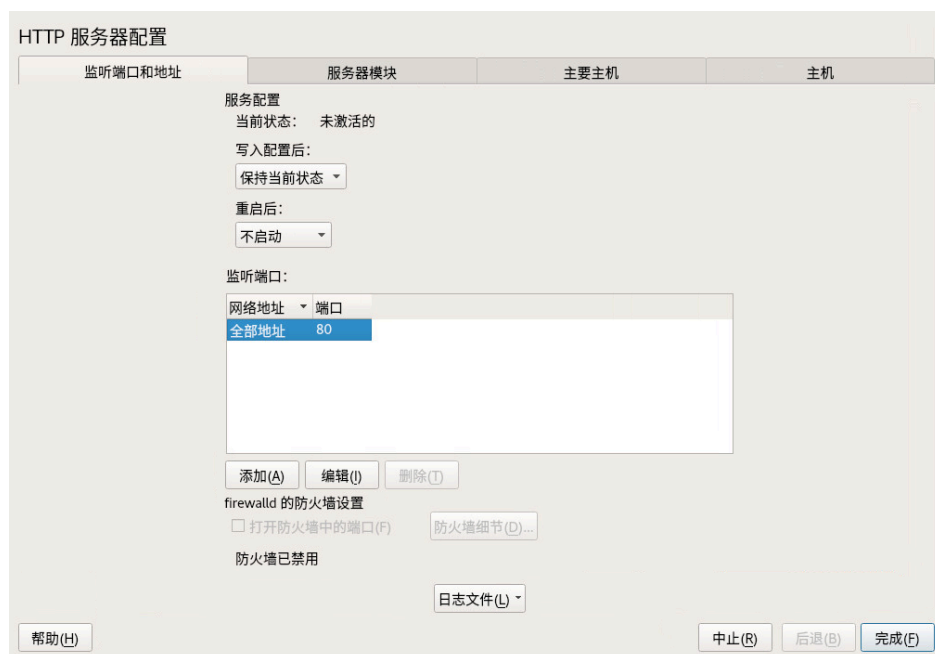 HTTP 服务器配置
监听端口和地址 服务器模块 主要主机 主机
服务配置
当前状态： 未激活的
写入配置后：
保持当前状态
重启后：
不启动
监听端口：
网络地址 端口
全部地址 80
添加(A) 编辑(I) 删除(T)
firewalld 的防火墙设置
打开防火墙中的端口(F) 防火墙细节(D)...
防火墙已禁用
日志文件(L)
帮助(H) 中止(R) 后退(B) 完成(F)